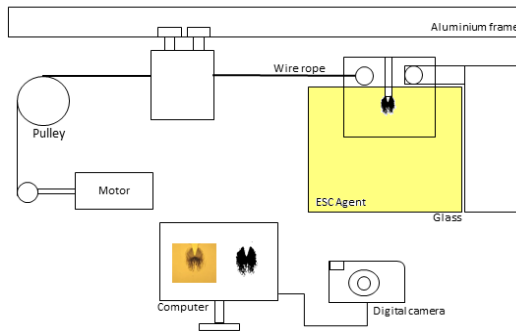 Aluminium frame
Wire rope
Pulley
Motor
ESC Agent
Glass
Computer
Digital camera